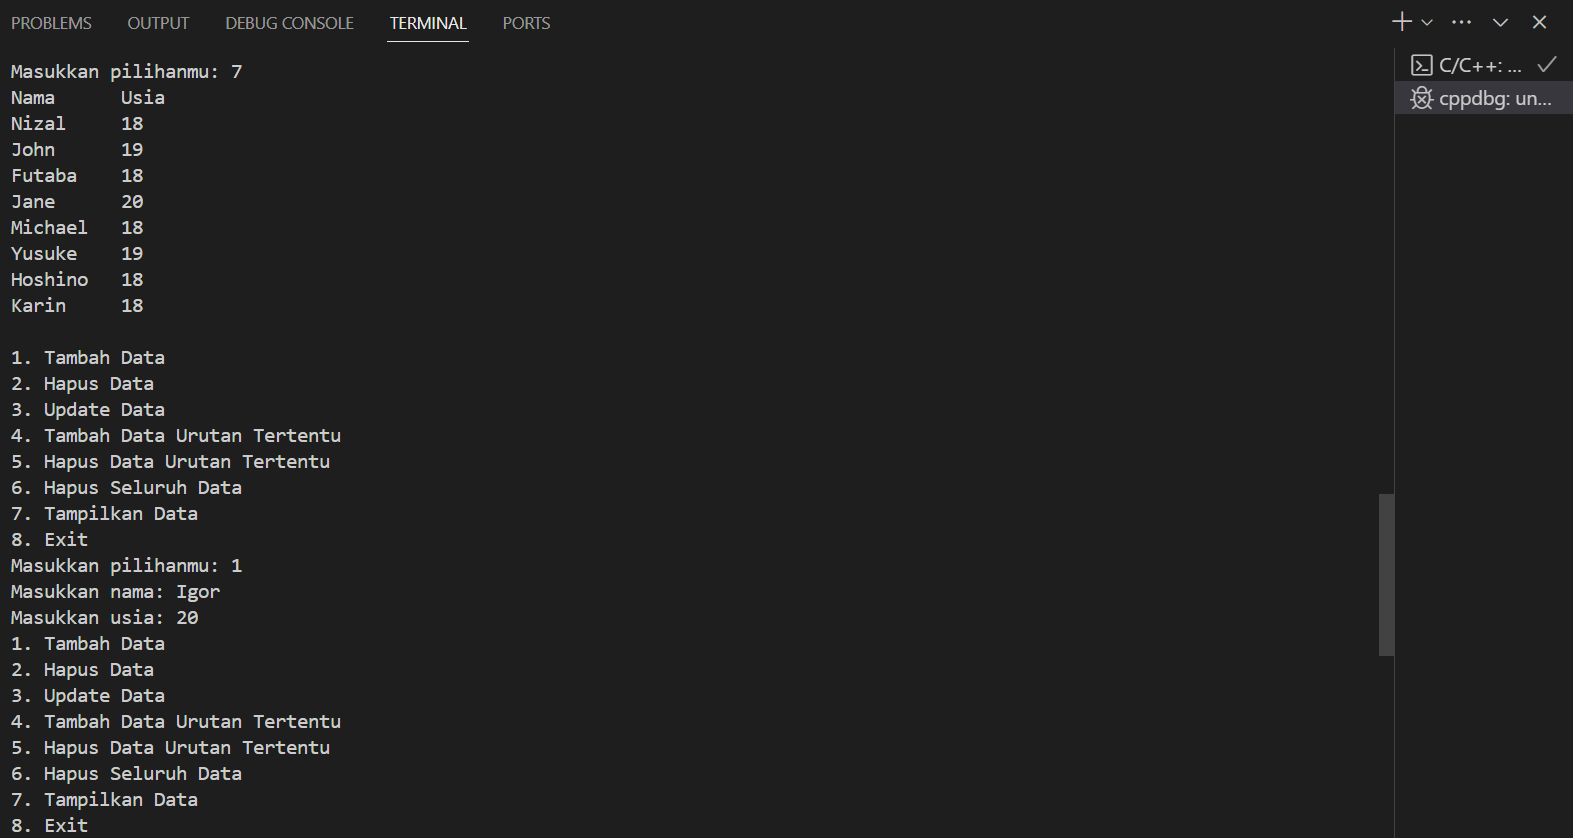 PROBLEMS OUTPUT DEBUG CONSOLE TERMINAL PORTS
Masukkan pilihanmu: 7
Nama Usia
Nizal 18
John 19
Futaba 18
Jane 20
Michael 18
Yusuke 19
Hoshino 18
Karin 18
1. Tambah Data
2. Hapus Data
3. Update Data
4. Tambah Data Urutan Tertentu
5. Hapus Data Urutan Tertentu
6. Hapus Seluruh Data
7. Tampilkan Data
8. Exit
Masukkan pilihanmu: 1
Masukkan nama: Igor
Masukkan usia: 20
1. Tambah Data
2. Hapus Data
3. Update Data
4. Tambah Data Urutan Tertentu
5. Hapus Data Urutan Tertentu
6. Hapus Seluruh Data
7. Tampilkan Data
8. Exit
C/C++: ...
cppdbg: un...